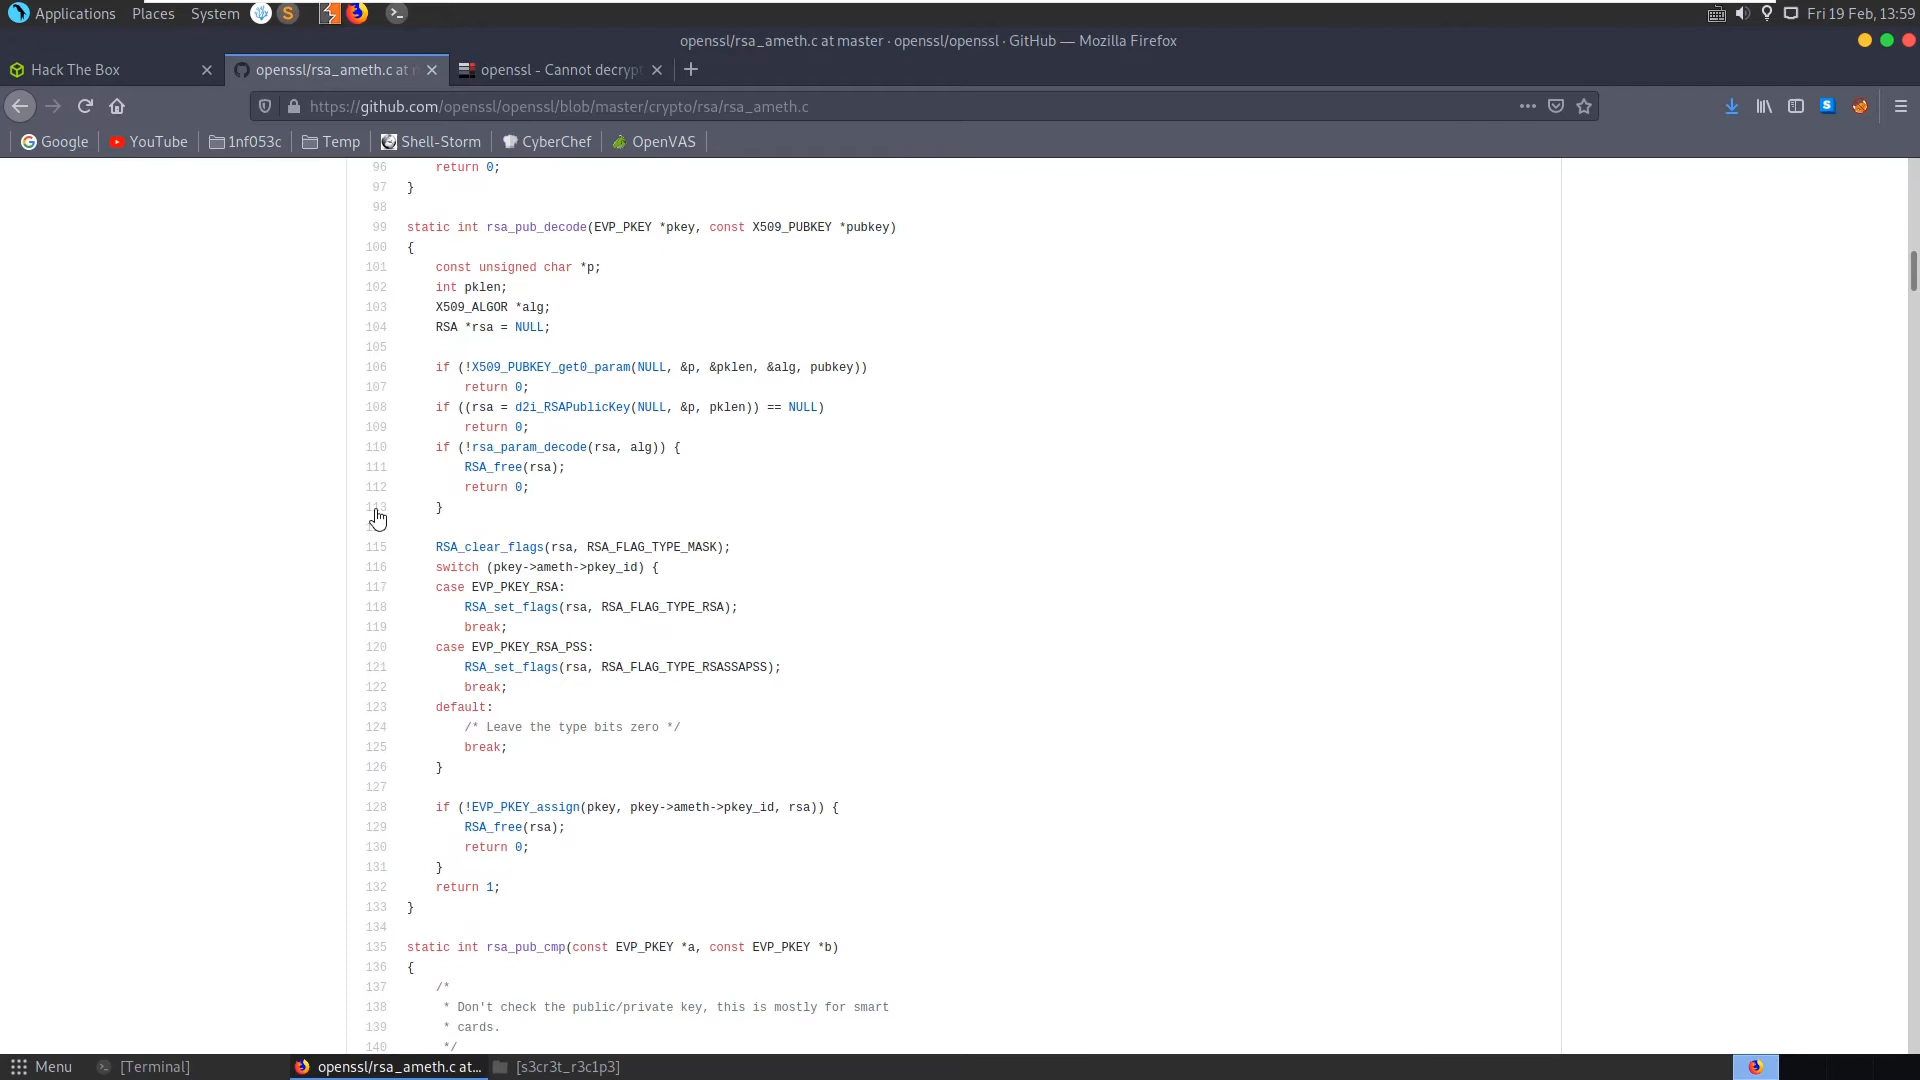 Applications Places System Fri 19 Feb, 13:59
openssl/rsa_ameth.c at master · openssl/openssl · GitHub — Mozilla Firefox
Hack The Box openssl/rsa_ameth.c at openssl - Cannot decryp
https://github.com/openssl/openssl/blob/master/crypto/rsa/rsa_ameth.c
Google YouTube 1nf053c Temp Shell-Storm CyberChef OpenVAS
96 return 0;
97 }
98
99 static int rsa_pub_decode(EVP_PKEY *pkey, const X509_PUBKEY *pubkey)
100 {
101 const unsigned char *p;
102 int pklen;
103 X509_ALGOR *alg;
104 RSA *rsa = NULL;
105
106 if (!X509_PUBKEY_get0_param(NULL, &p, &pklen, &alg, pubkey))
107 return 0;
108 if ((rsa = d2i_RSAPublicKey(NULL, &p, pklen)) == NULL)
109 return 0;
110 if (!rsa_param_decode(rsa, alg)) {
111 RSA_free(rsa);
112 return 0;
113 }
115 RSA_clear_flags(rsa, RSA_FLAG_TYPE_MASK);
116 switch (pkey->ameth->pkey_id) {
117 case EVP_PKEY_RSA:
118 RSA_set_flags(rsa, RSA_FLAG_TYPE_RSA);
119 break;
120 case EVP_PKEY_RSA_PSS:
121 RSA_set_flags(rsa, RSA_FLAG_TYPE_RSASSAPSS);
122 break;
123 default:
124 /* Leave the type bits zero */
125 break;
126 }
127
128 if (!EVP_PKEY_assign(pkey, pkey->ameth->pkey_id, rsa)) {
129 RSA_free(rsa);
130 return 0;
131 }
132 return 1;
133 }
134
135 static int rsa_pub_cmp(const EVP_PKEY *a, const EVP_PKEY *b)
136 {
137 /*
138 * Don't check the public/private key, this is mostly for smart
139 * cards.
140 */
Menu [Terminal] openssl/rsa_ameth.c at... [s3cr3t_r3c1p3]